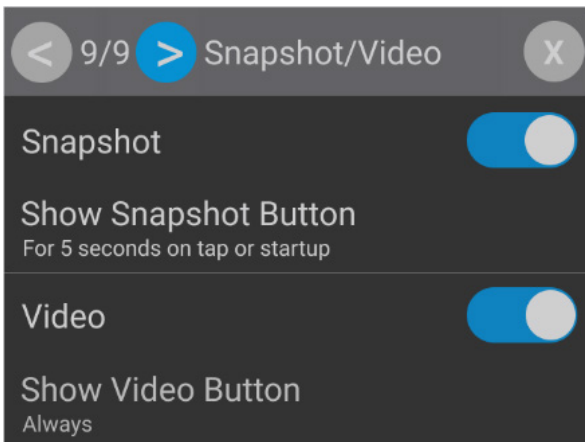 < 9/9 > Snapshot/Video X
Snapshot
Show Snapshot Button
For 5 seconds on tap or startup
Video
Show Video Button
Always